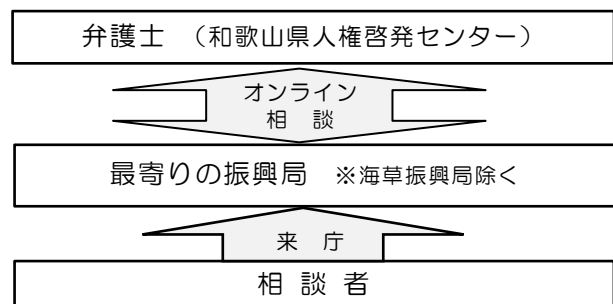 弁護士 (和歌山県人権啓発センター)
オンライン
相 談
最寄りの振興局 ※海草振興局除く
来 庁
相 談 者